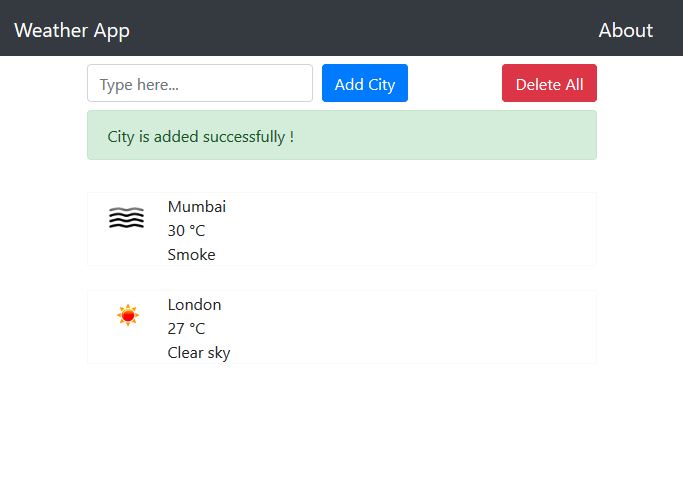 Weather App
About
Type here...
Add City
Delete All
City is added successfully !
Mumbai
30 °C
Smoke
London
27 °C
Clear sky